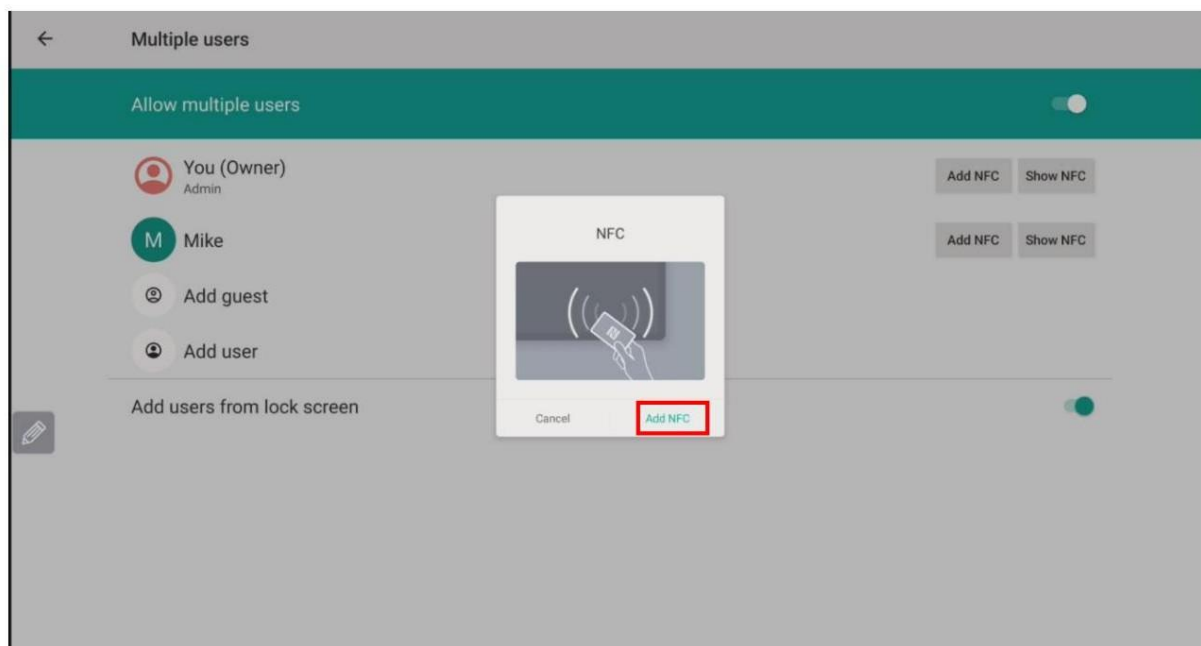 Multiple users
Allow multiple users
You (Owner)
Admin
Add NFC Show NFC
M Mike
Add NFC Show NFC
Add guest
Add user
Add users from lock screen
NFC
Cancel Add NFC